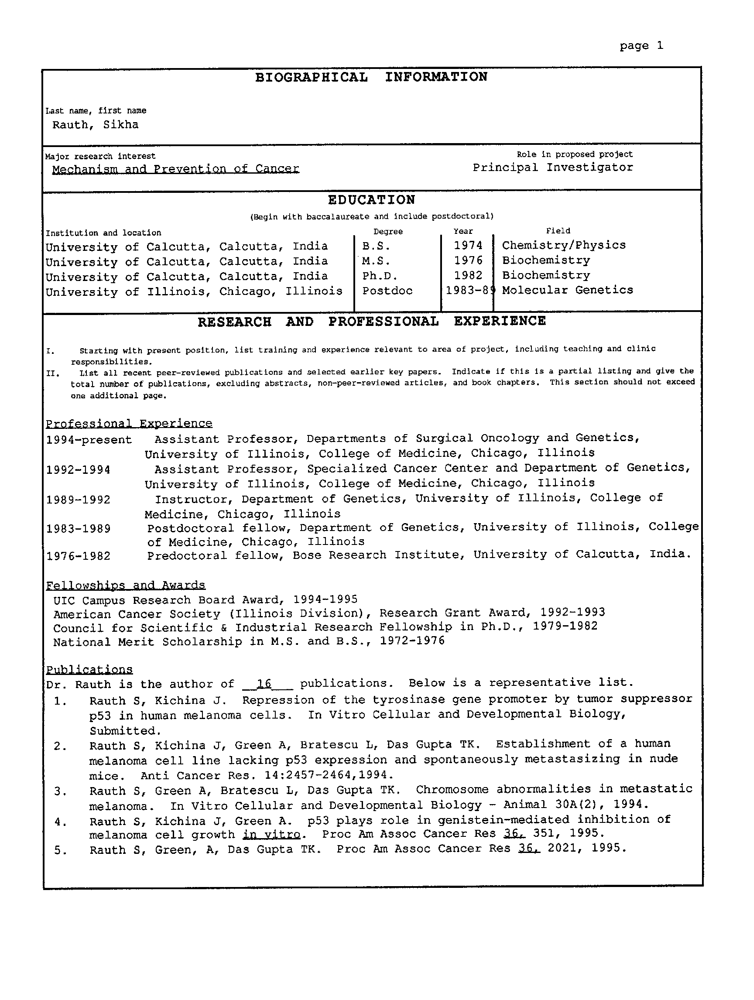 page 1
BIOGRAPHICAL INFORMATION
Last name, first name
Rauth, Sikha
Major research interest
Role in proposed project
Mechanism and Prevention of Cancer
Principal Investigator
EDUCATION
(Begin with baccalaureate and include postdoctoral)
Institution and location Degree Year Field
University of Calcutta, Calcutta, India B.S. 1974 Chemistry/Physics
University of Calcutta, Calcutta, India M.S. 1976 Biochemistry
University of Calcutta, Calcutta, India Ph.D. 1982 Biochemistry
University of Illinois, Chicago, Illinois Postdoc 1983-89 Molecular Genetics
RESEARCH AND PROFESSIONAL EXPERIENCE
I. Starting with present position, list training and experience relevant to area of project, including teaching and clinic
responsibilities.
II. List all recent peer-reviewed publications and selected earlier key papers. Indicate if this is a partial listing and give the
total number of publications, excluding abstracts, non-peer-reviewed articles, and book chapters. This section should not exceed
one additional page.
Professional Experience
1994-present Assistant Professor, Departments of Surgical Oncology and Genetics,
University of Illinois, College of Medicine, Chicago, Illinois
1992-1994 Assistant Professor, Specialized Cancer Center and Department of Genetics,
University of Illinois, College of Medicine, Chicago, Illinois
1989-1992 Instructor, Department of Genetics, University of Illinois, College of
Medicine, Chicago, Illinois
1983-1989 Postdoctoral fellow, Department of Genetics, University of Illinois, College
of Medicine, Chicago, Illinois
1976-1982 Predoctoral fellow, Bose Research Institute, University of Calcutta, India.
Fellowships and Awards
UIC Campus Research Board Award, 1994-1995
American Cancer Society (Illinois Division), Research Grant Award, 1992-1993
Council for Scientific & Industrial Research Fellowship in Ph.D., 1979-1982
National Merit Scholarship in M.S. and B.S., 1972-1976
Publications
Dr. Rauth is the author of 16 publications. Below is a representative list.
1. Rauth S, Kichina J. Repression of the tyrosinase gene promoter by tumor suppressor
p53 in human melanoma cells. In Vitro Cellular and Developmental Biology,
Submitted.
2. Rauth S, Kichina J, Green A, Bratescu L, Das Gupta TK. Establishment of a human
melanoma cell line lacking p53 expression and spontaneously metastasizing in nude
mice. Anti Cancer Res. 14:2457-2464,1994.
3. Rauth S, Green A, Bratescu L, Das Gupta TK. Chromosome abnormalities in metastatic
melanoma. In Vitro Cellular and Developmental Biology - Animal 30A(2), 1994.
4. Rauth S, Kichina J, Green A. p53 plays role in genistein-mediated inhibition of
melanoma cell growth in vitro. Proc Am Assoc Cancer Res 36, 351, 1995.
5. Rauth S, Green, A, Das Gupta TK. Proc Am Assoc Cancer Res 36, 2021, 1995.